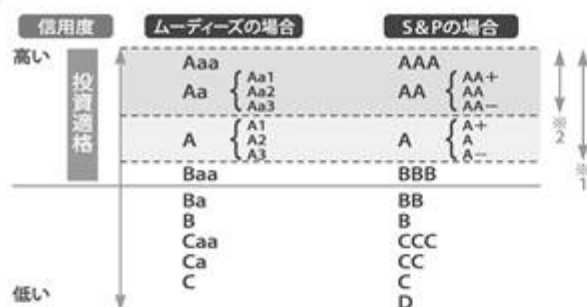 信用度 ムーディーズの場合 S&Pの場合
高い
投資適格
Aaa AAA
Aa Aa1 Aa2 Aa3 AA AA+ AA AA−
A A1 A2 A3 A A+ A A−
Baa BBB
※2
※1
Ba BB
B B
Caa CCC
Ca CC
C C
低い D